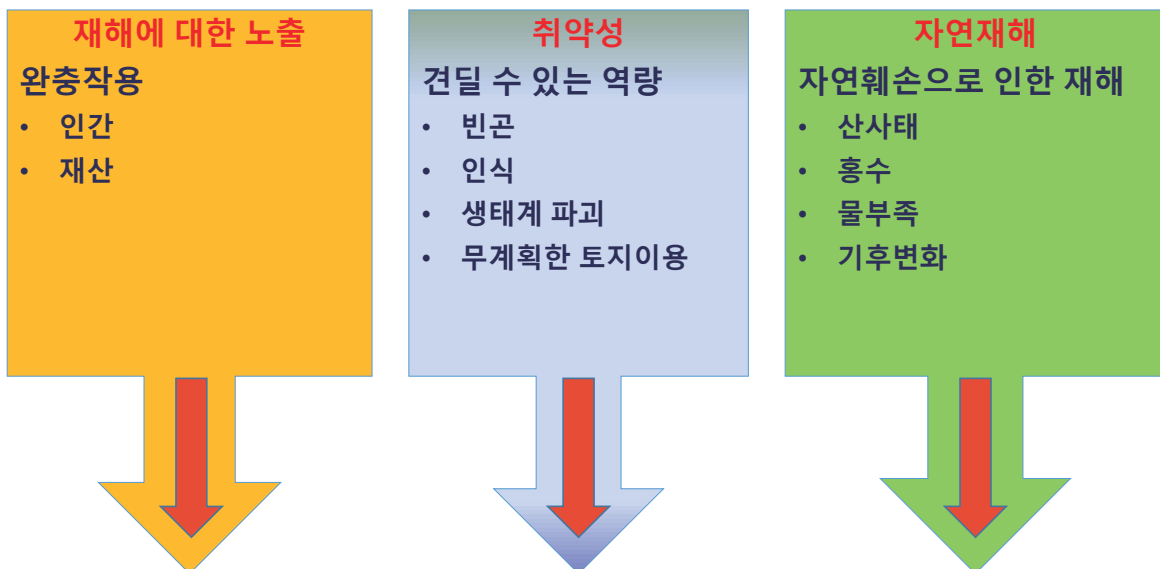 재해에 대한 노출
완충작용
• 인간
• 재산
취약성
견딜 수 있는 역량
• 빈곤
• 인식
• 생태계 파괴
• 무계획한 토지이용
자연재해
자연훼손으로 인한 재해
• 산사태
• 홍수
• 물부족
• 기후변화